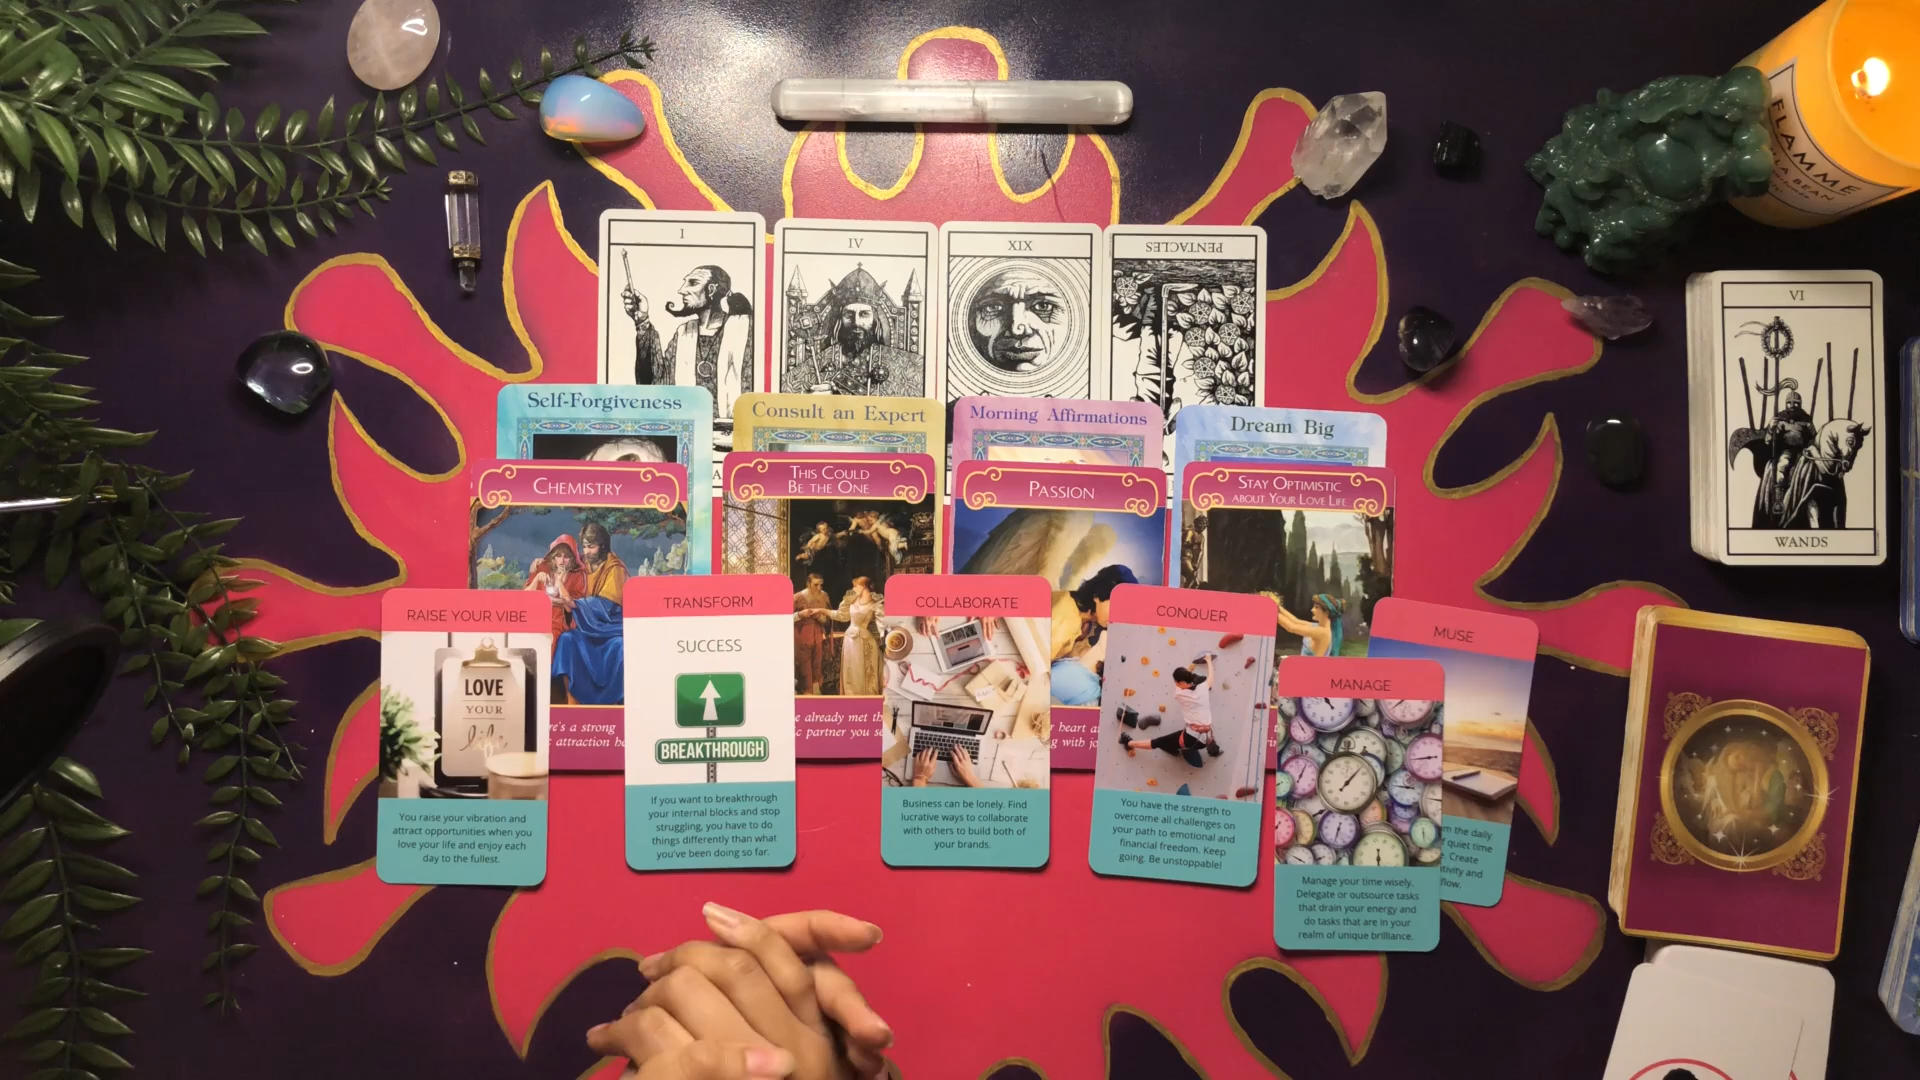 FLAMME
BEAN
I
IV
XIX
PENTACLES
VI
WANDS
Self-Forgiveness
Consult an Expert
Morning Affirmations
Dream Big
CHEMISTRY
THIS COULD
BE THE ONE
PASSION
STAY OPTIMISTIC
ABOUT YOUR LOVE LIFE
e's a strong
attraction
already met
partner you
heart
with
RAISE YOUR VIBE
LOVE
YOUR
life
You raise your vibration and
attract opportunities when you
love your life and enjoy each
day to the fullest.
TRANSFORM
SUCCESS
BREAKTHROUGH
If you want to breakthrough
your internal blocks and stop
struggling, you have to do
things differently than what
you've been doing so far.
COLLABORATE
Business can be lonely. Find
lucrative ways to collaborate
with others to build both of
your brands.
CONQUER
You have the strength to
overcome all challenges on
your path to emotional and
financial freedom. Keep
going. Be unstoppable!
MANAGE
Manage your time wisely.
Delegate or outsource tasks
that drain your energy and
do tasks that are in your
realm of unique brilliance.
MUSE
the daily
quiet time
Create
and
flow.